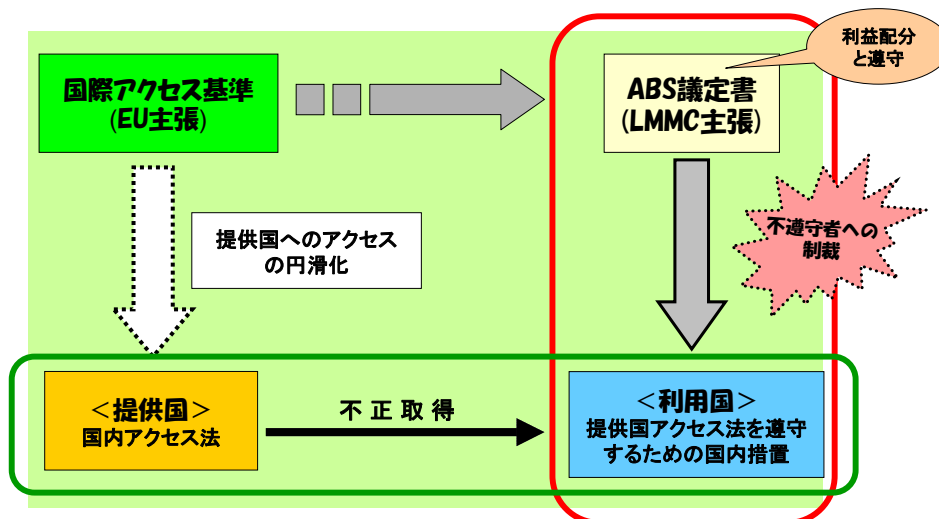 利益配分
と遵守
国際アクセス基準
(EU主張)
ABS議定書
(LMMC主張)
不遵守者への
制裁
提供国へのアクセス
の円滑化
＜提供国＞
国内アクセス法
不正取得
＜利用国＞
提供国アクセス法を遵守
するための国内措置